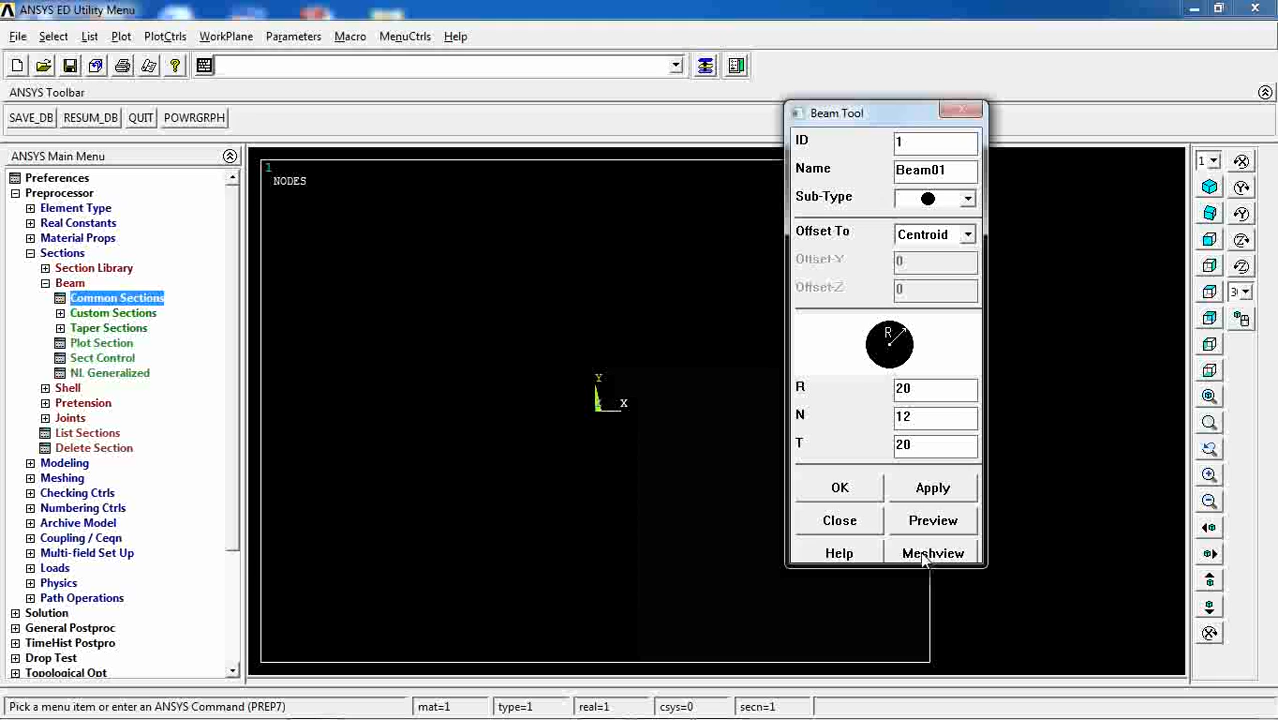 ANSYS ED Utility Menu
File Select List Plot PlotCtrls WorkPlane Parameters Macro MenuCtrls Help
ANSYS Toolbar
SAVE_DB RESUM_DB QUIT POWRGRPH
ANSYS Main Menu
Preferences
Preprocessor
Element Type
Real Constants
Material Props
Sections
Section Library
Beam
Common Sections
Custom Sections
Taper Sections
Plot Section
Sect Control
NL Generalized
Shell
Pretension
Joints
List Sections
Delete Section
Modeling
Meshing
Checking Ctrls
Numbering Ctrls
Archive Model
Coupling / Ceqn
Multi-field Set Up
Loads
Physics
Path Operations
Solution
General Postproc
TimeHist Postpro
Drop Test
Topological Opt
1
NODES
Y
X
Beam Tool
ID 1
Name Beam01
Sub-Type
Offset To Centroid
Offset-Y 0
Offset-Z 0
R
R 20
N 12
T 20
OK Apply
Close Preview
Help Meshview
1
Pick a menu item or enter an ANSYS Command (PREP7) mat=1 type=1 real=1 csys=0 secn=1